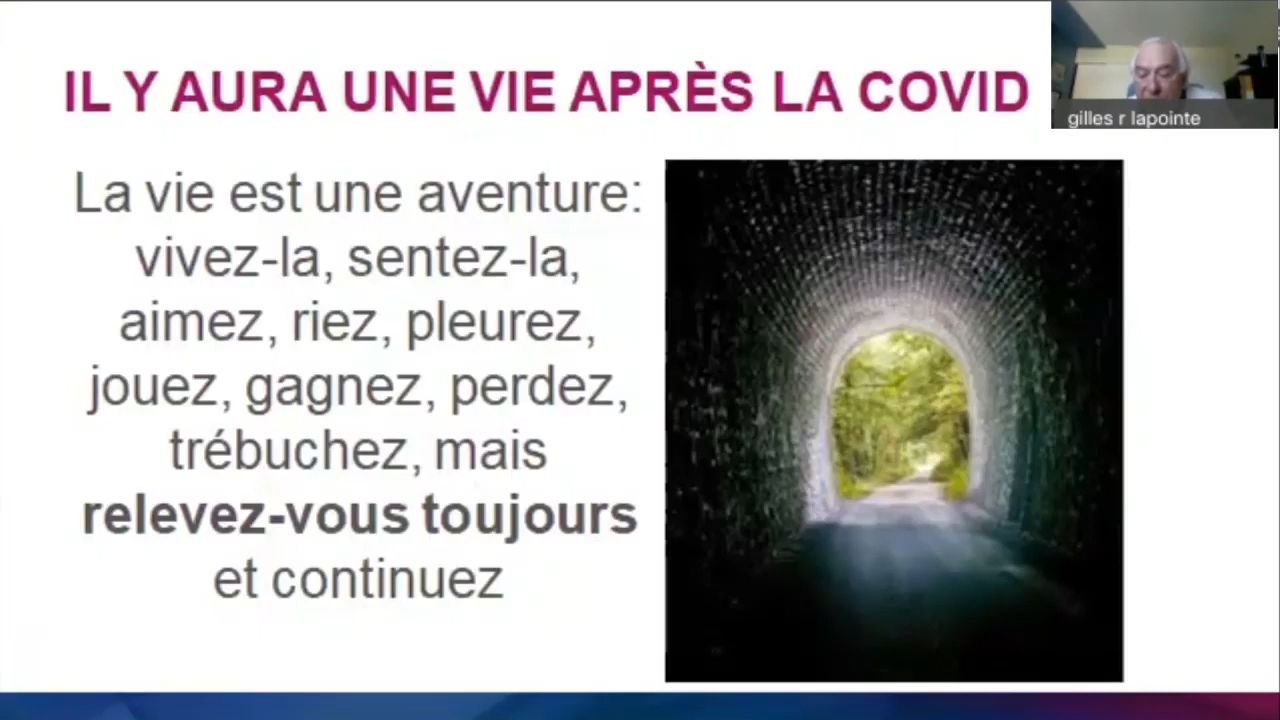 IL Y AURA UNE VIE APRÈS LA COVID
gilles r lapointe
La vie est une aventure:
vivez-la, sentez-la,
aimez, riez, pleurez,
jouez, gagnez, perdez,
trébuchez, mais
relevez-vous toujours
et continuez